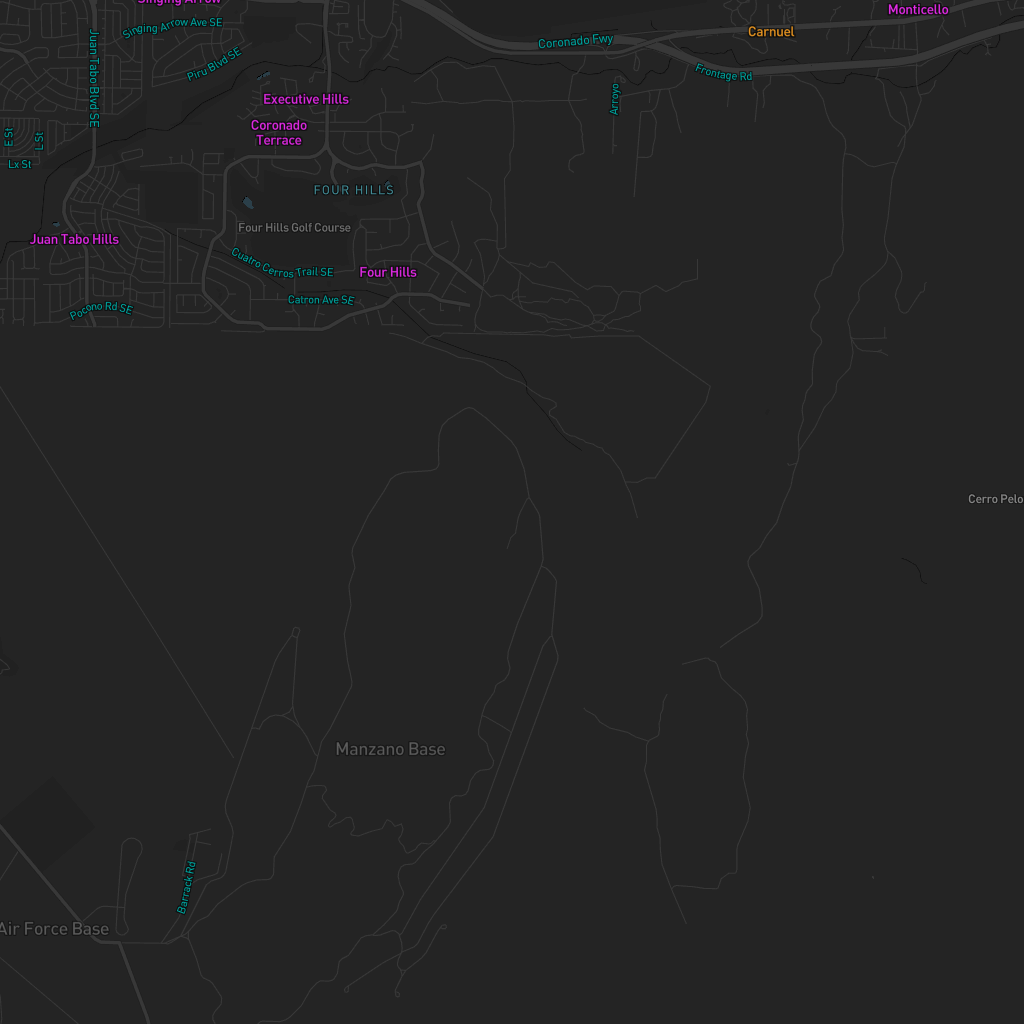 Singing Arrow
Monticello
Singing Arrow Ave SE
Juan Tabo Blvd SE
Carnuel
Coronado Fwy
Piru Blvd SE
Frontage Rd
Executive Hills
Arroyo
Coronado
Terrace
E St
L St
Lx St
FOUR HILLS
Four Hills Golf Course
Juan Tabo Hills
Cuatro Cerros Trail SE
Four Hills
Catron Ave SE
Pocono Rd SE
Cerro Pelo
Manzano Base
Barrack Rd
Air Force Base